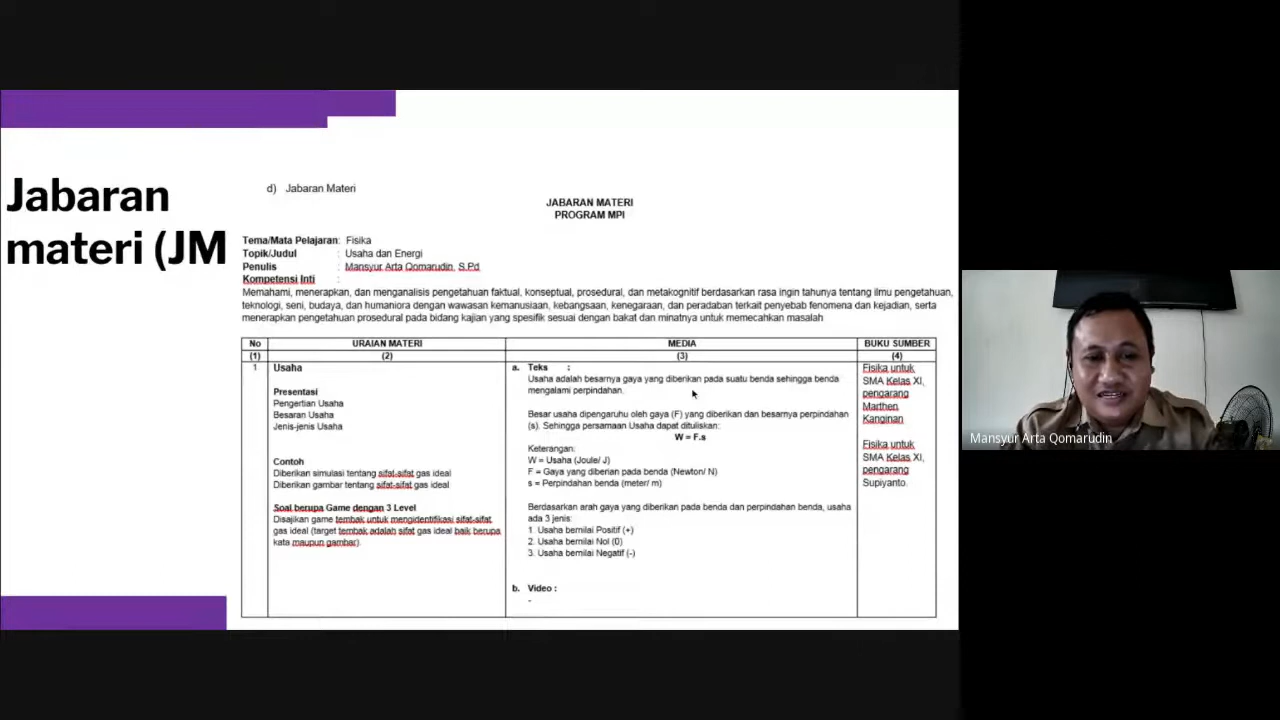 Jabaran
materi (JM
d) Jabaran Materi
JABARAN MATERI
PROGRAM MPI
Tema/Mata Pelajaran: Fisika
Topik/Judul : Usaha dan Energi
Penulis : Mansyur Arta Qomarudin, S.Pd
Kompetensi Inti :
Memahami, menerapkan, dan menganalisis pengetahuan faktual, konseptual, prosedural, dan metakognitif berdasarkan rasa ingin tahunya tentang ilmu pengetahuan,
teknologi, seni, budaya, dan humaniora dengan wawasan kemanusiaan, kebangsaan, kenegaraan, dan peradaban terkait penyebab fenomena dan kejadian, serta
menerapkan pengetahuan prosedural pada bidang kajian yang spesifik sesuai dengan bakat dan minatnya untuk memecahkan masalah
No URAIAN MATERI MEDIA BUKU SUMBER
(1) (2) (3) (4)
1 Usaha
Presentasi
Pengertian Usaha
Besaran Usaha
Jenis-jenis Usaha
Contoh
Diberikan simulasi tentang sifat-sifat gas ideal
Diberikan gambar tentang sifat-sifat gas ideal
Soal berupa Game dengan 3 Level
Disajikan game tembak untuk mengidentifikasi sifat-sifat
gas ideal (target tembak adalah sifat gas ideal baik berupa
kata maupun gambar).
a. Teks :
Usaha adalah besarnya gaya yang diberikan pada suatu benda sehingga benda
mengalami perpindahan.
Besar usaha dipengaruhi oleh gaya (F) yang diberikan dan besarnya perpindahan
(s). Sehingga persamaan Usaha dapat dituliskan:
W = F.s
Keterangan:
W = Usaha (Joule/ J)
F = Gaya yang diberian pada benda (Newton/ N)
s = Perpindahan benda (meter/ m)
Berdasarkan arah gaya yang diberikan pada benda dan perpindahan benda, usaha
ada 3 jenis:
1. Usaha bernilai Positif (+)
2. Usaha bernilai Nol (0)
3. Usaha bernilai Negatif (-)
b. Video :
-
Fisika untuk
SMA Kelas XI,
pengarang
Marthen
Kanginan
Fisika untuk
SMA Kelas XI,
pengarang
Supiyanto.
Mansyur Arta Qomarudin